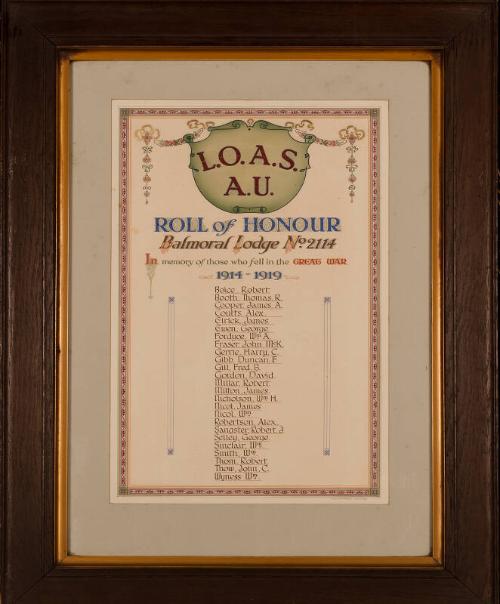 L.O.A.S.
A.U.
ROLL of HONOUR
Balmoral Lodge No 2114
In memory of those who fell in the GREAT WAR
1914 - 1919
Boice, Robert
Booth, Thomas R.
Cooper, James A.
Coutts, Alex.
Elrick, James
Ewen, George
Forduce, Wm A.
Fraser, John McK.
Gerrie, Harry, C.
Gibb, Duncan, F.
Gill, Fred. B.
Gordon, David
Millar, Robert
Milton, James
Nicholson, Wm H.
Nicol, James
Nicol, Wm
Robertson, Alex.
Sangster, Robert J.
Selley, George
Sinclair, Wm
Smith, Wm
Thom, Robert
Thow, John, C.
Wyness, Wm